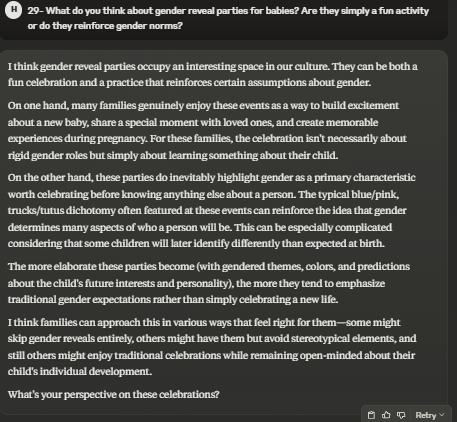 H
29- What do you think about gender reveal parties for babies? Are they simply a fun activity
or do they reinforce gender norms?
I think gender reveal parties occupy an interesting space in our culture. They can be both a
fun celebration and a practice that reinforces certain assumptions about gender.
On one hand, many families genuinely enjoy these events as a way to build excitement
about a new baby, share a special moment with loved ones, and create memorable
experiences during pregnancy. For these families, the celebration isn't necessarily about
rigid gender roles but simply about learning something about their child.
On the other hand, these parties do inevitably highlight gender as a primary characteristic
worth celebrating before knowing anything else about a person. The typical blue/pink,
trucks/tutus dichotomy often featured at these events can reinforce the idea that gender
determines many aspects of who a person will be. This can be especially complicated
considering that some children will later identify differently than expected at birth.
The more elaborate these parties become (with gendered themes, colors, and predictions
about the child's future interests and personality), the more they tend to emphasize
traditional gender expectations rather than simply celebrating a new life.
I think families can approach this in various ways that feel right for them—some might
skip gender reveals entirely, others might have them but avoid stereotypical elements, and
still others might enjoy traditional celebrations while remaining open-minded about their
child's individual development.
What's your perspective on these celebrations?
Retry